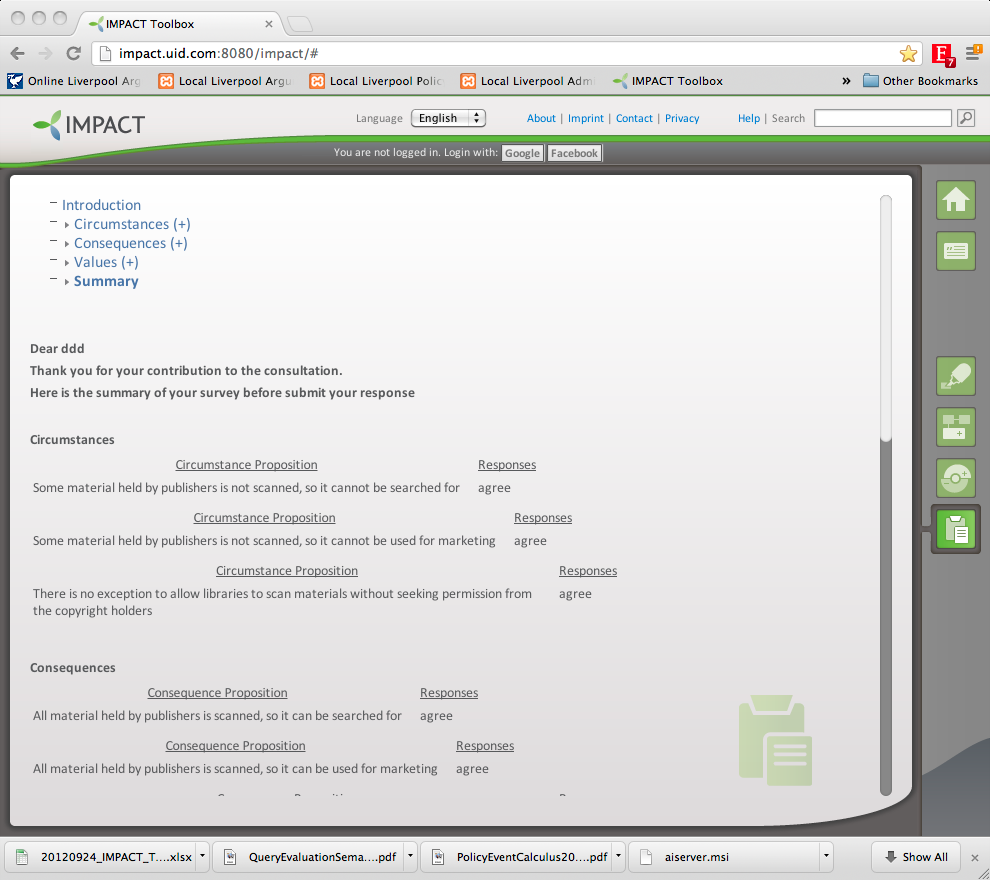 IMPACT Toolbox
impact.uid.com:8080/impact/#
Online Liverpool Arg
Local Liverpool Argu
Local Liverpool Polic
Local Liverpool Adm
IMPACT Toolbox
»
Other Bookmarks
IMPACT
Language English About | Imprint | Contact | Privacy Help | Search
You are not logged in. Login with: Google Facebook
Introduction
Circumstances (+)
Consequences (+)
Values (+)
Summary
Dear ddd
Thank you for your contribution to the consultation.
Here is the summary of your survey before submit your response
Circumstances
Circumstance Proposition Responses
Some material held by publishers is not scanned, so it cannot be searched for agree
Circumstance Proposition Responses
Some material held by publishers is not scanned, so it cannot be used for marketing agree
Circumstance Proposition Responses
There is no exception to allow libraries to scan materials without seeking permission from agree
the copyright holders
Consequences
Consequence Proposition Responses
All material held by publishers is scanned, so it can be searched for agree
Consequence Proposition Responses
All material held by publishers is scanned, so it can be used for marketing agree
20120924_IMPACT_T....xlsx QueryEvaluationSema....pdf PolicyEventCalculus20....pdf aiserver.msi Show All